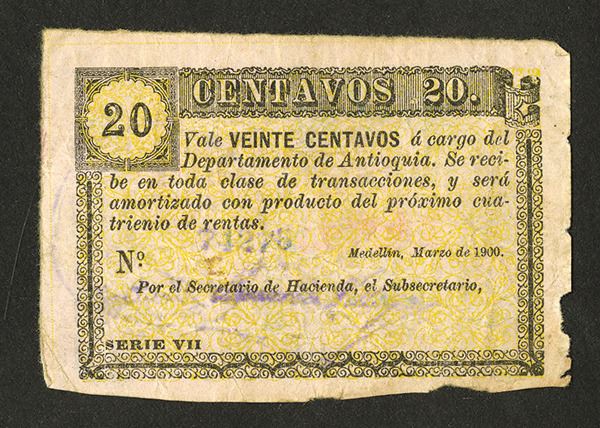 20
CENTAVOS 20.
Vale VEINTE CENTAVOS á cargo del
Departamento de Antioquia. Se reci-
be en toda clase de transacciones, y será
amortizado con producto del próximo cua-
trienio de rentas.
Medellín, Marzo de 1900.
Nº
Por el Secretario de Hacienda, el Subsecretario,
SERIE VII